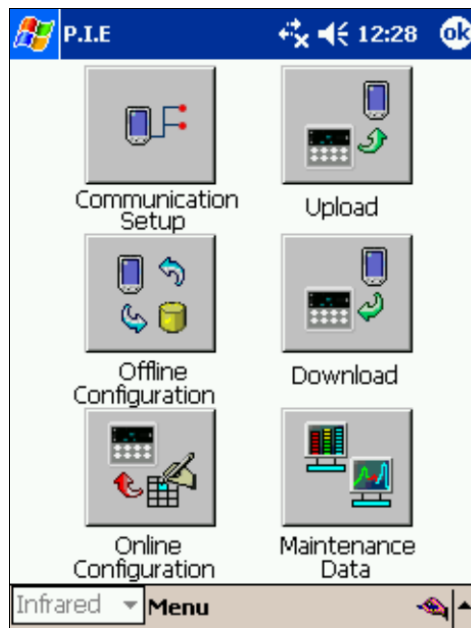 P.I.E 12:28 ok
Communication
Setup
Upload
Offline
Configuration
Download
Online
Configuration
Maintenance
Data
Infrared Menu